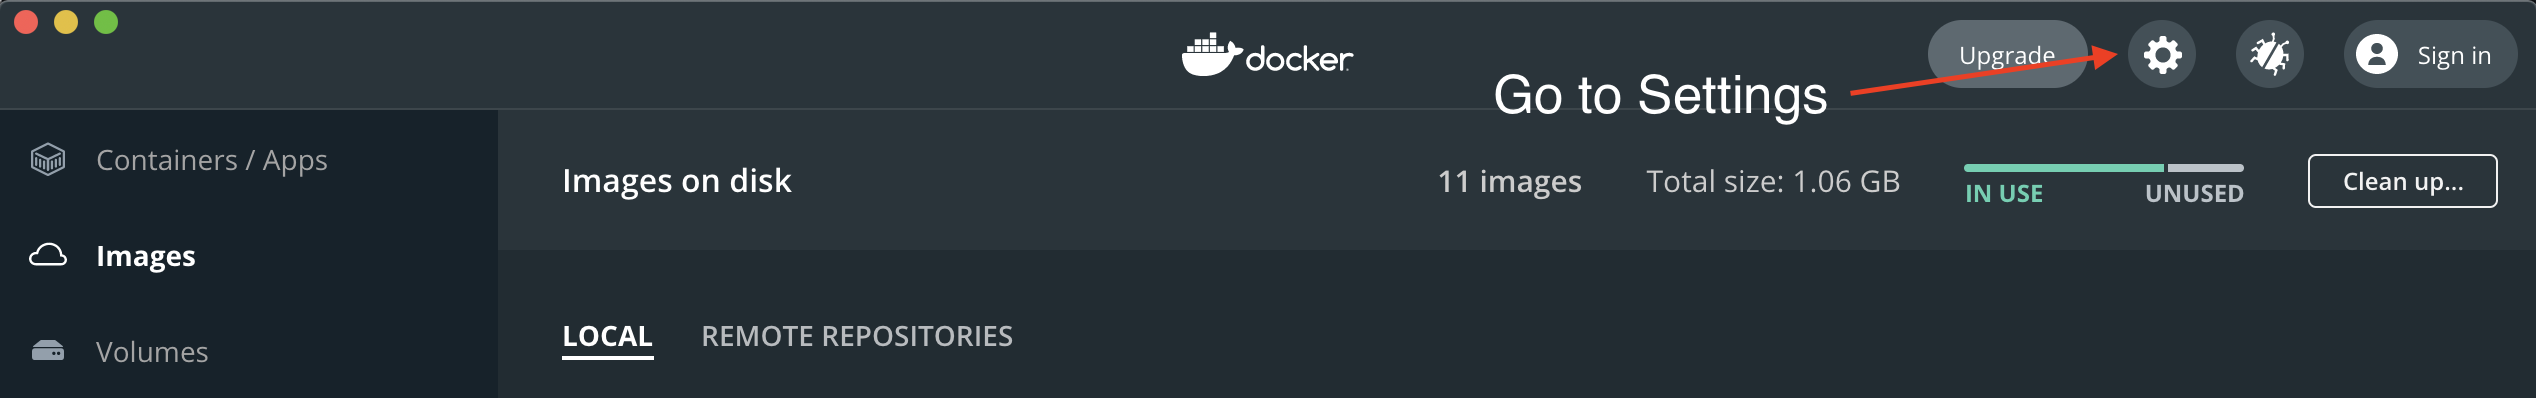 docker
Upgrade
Sign in
Go to Settings
Containers / Apps
Images on disk
11 images
Total size: 1.06 GB
IN USE
UNUSED
Clean up...
Images
LOCAL
REMOTE REPOSITORIES
Volumes